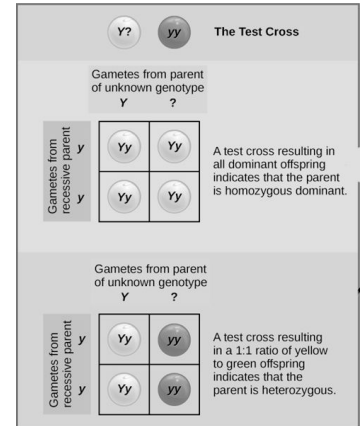 Y? yy The Test Cross
Gametes from parent
of unknown genotype
Y ?
Gametes from
recessive parent
y Yy Yy
y Yy Yy
A test cross resulting in
all dominant offspring
indicates that the parent
is homozygous dominant.
Gametes from parent
of unknown genotype
Y ?
Gametes from
recessive parent
y Yy yy
y Yy yy
A test cross resulting
in a 1:1 ratio of yellow
to green offspring
indicates that the
parent is heterozygous.